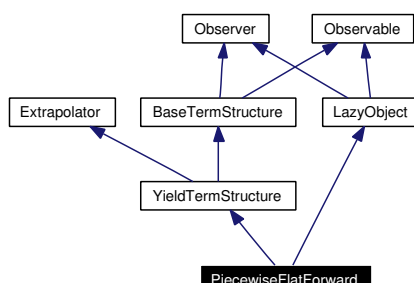 Observer Observable
Extrapolator BaseTermStructure LazyObject
YieldTermStructure
PiecewiseFlatForward